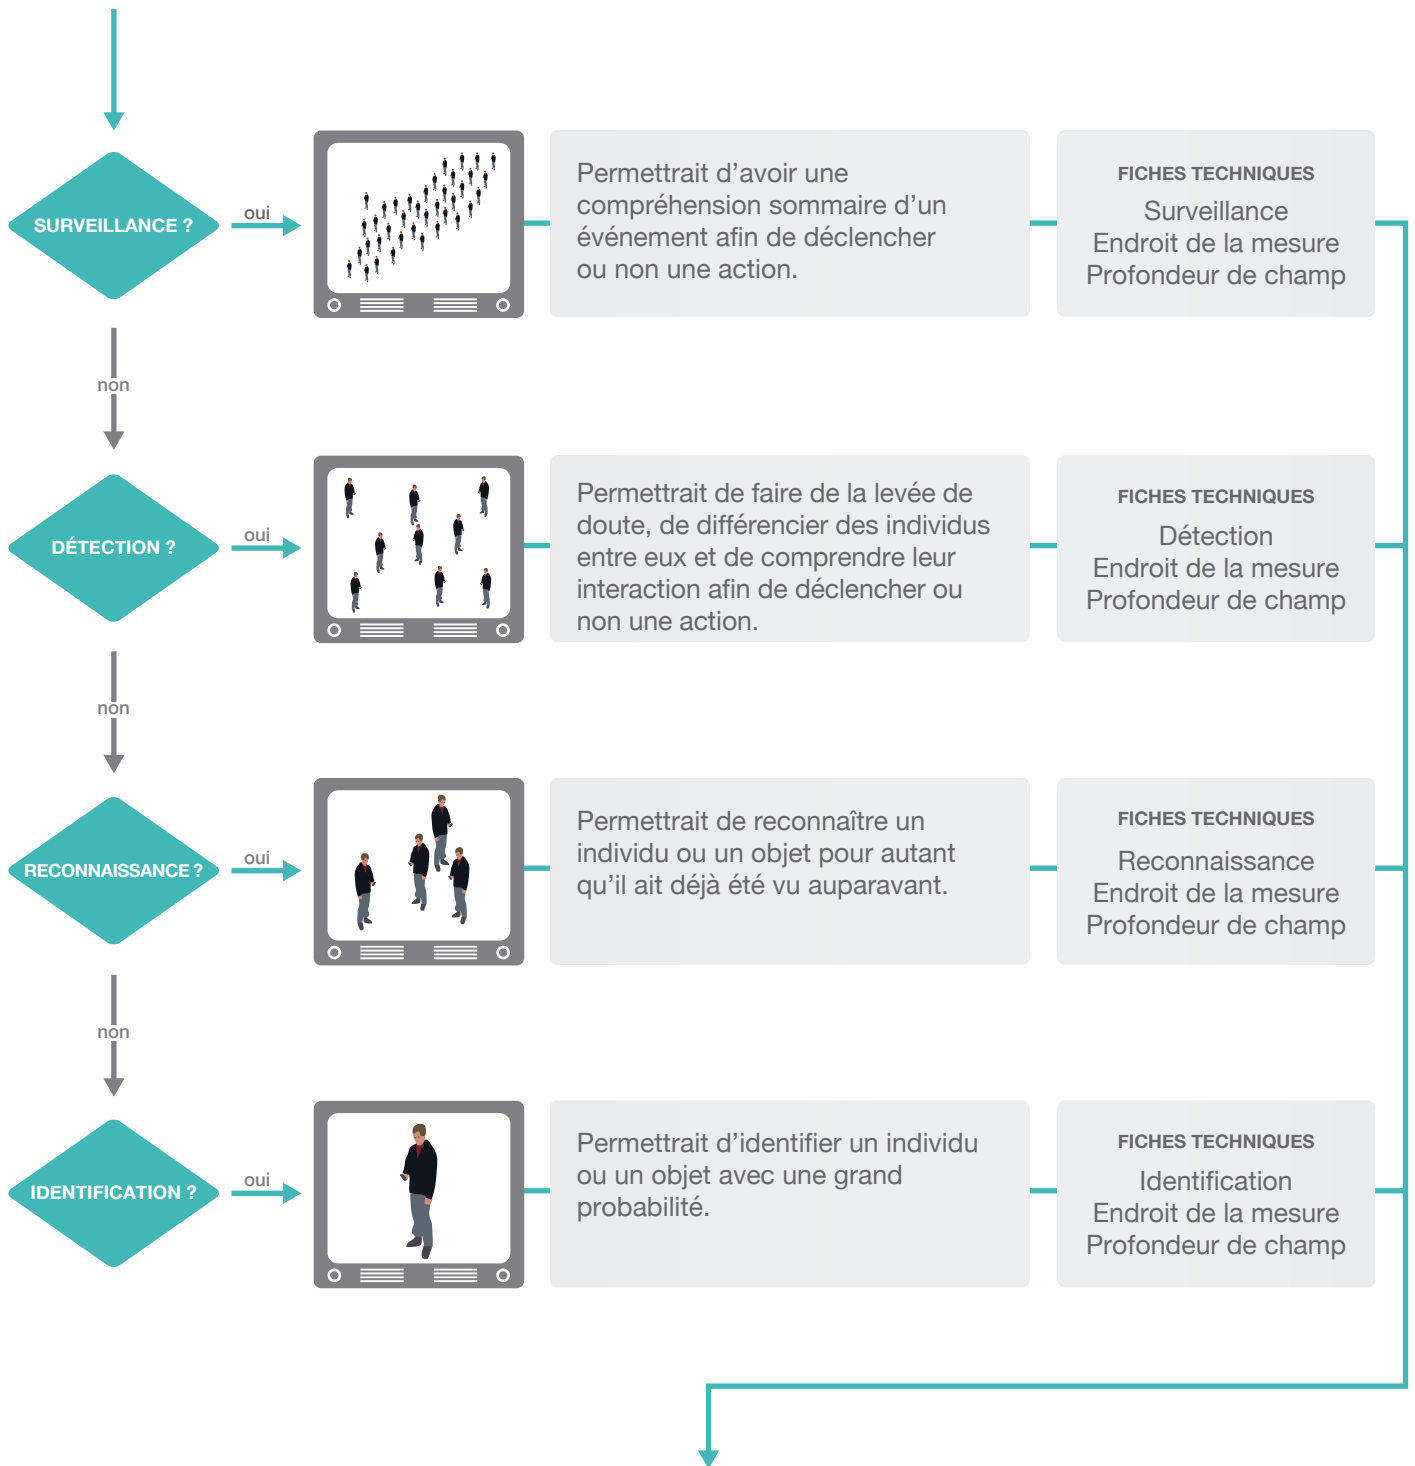 SURVEILLANCE ?
oui
Permettrait d’avoir une
compréhension sommaire d’un
événement afin de déclencher
ou non une action.
FICHES TECHNIQUES
Surveillance
Endroit de la mesure
Profondeur de champ
non
DÉTECTION ?
oui
Permettrait de faire de la levée de
doute, de différencier des individus
entre eux et de comprendre leur
interaction afin de déclencher ou
non une action.
FICHES TECHNIQUES
Détection
Endroit de la mesure
Profondeur de champ
non
RECONNAISSANCE ?
oui
Permettrait de reconnaître un
individu ou un objet pour autant
qu’il ait déjà été vu auparavant.
FICHES TECHNIQUES
Reconnaissance
Endroit de la mesure
Profondeur de champ
non
IDENTIFICATION ?
oui
Permettrait d’identifier un individu
ou un objet avec une grand
probabilité.
FICHES TECHNIQUES
Identification
Endroit de la mesure
Profondeur de champ